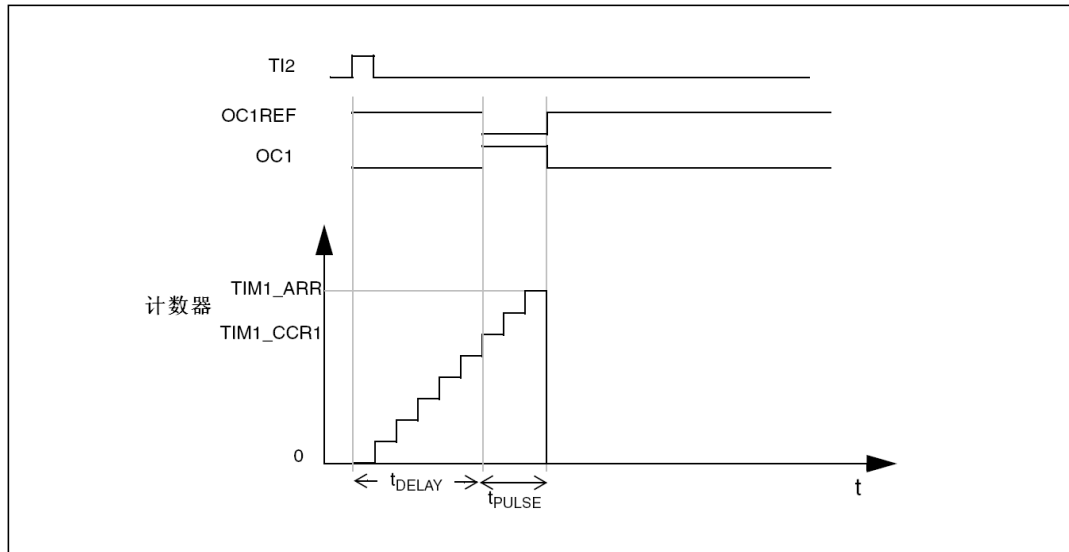 TI2
OC1REF
OC1
TIM1_ARR
计数器
TIM1_CCR1
0
tDELAY
tPULSE
t